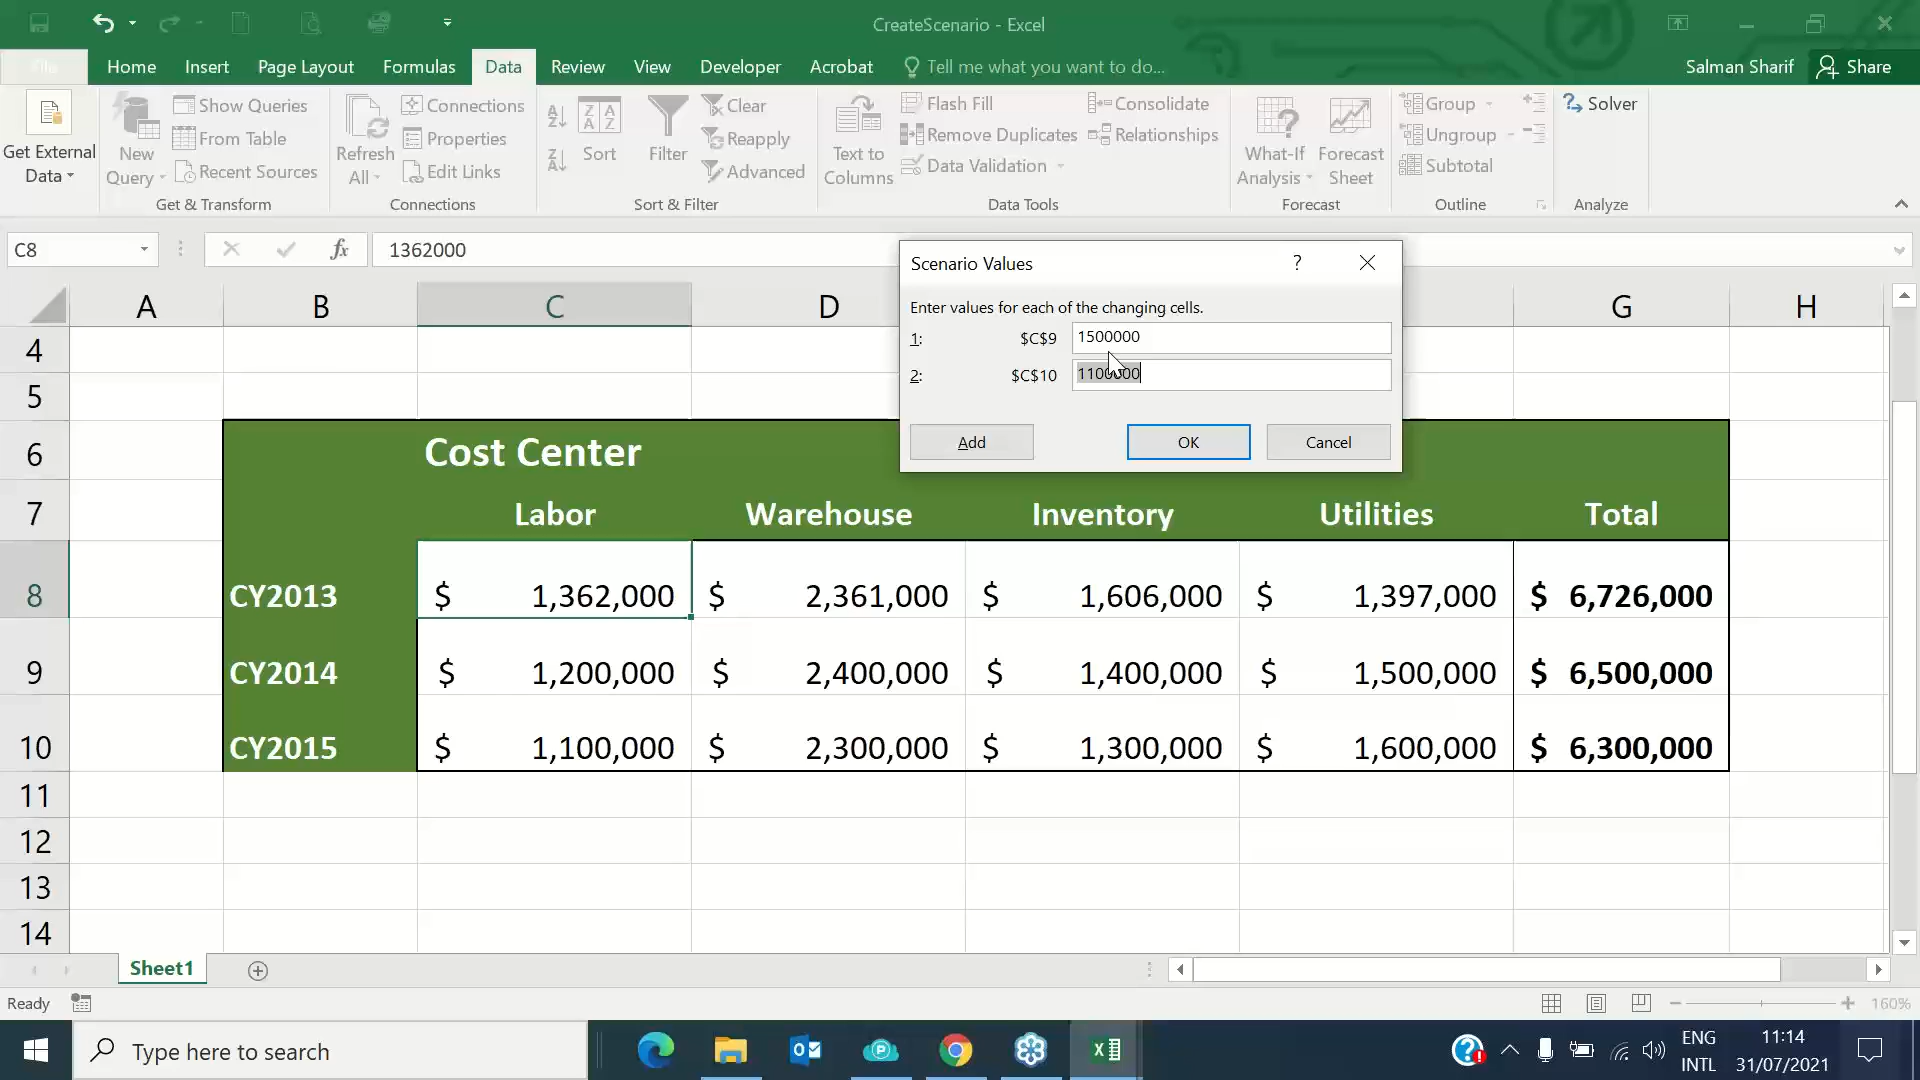 CreateScenario - Excel
File Home Insert Page Layout Formulas Data Review View Developer Acrobat Tell me what you want to do... Salman Sharif Share
Get External Data
New Query
Show Queries
From Table
Recent Sources
Get & Transform
Refresh All
Connections
Properties
Edit Links
Connections
Sort
Filter
Clear
Reapply
Advanced
Sort & Filter
Text to Columns
Flash Fill
Remove Duplicates
Data Validation
Consolidate
Relationships
Data Tools
What-If Analysis
Forecast Sheet
Forecast
Group
Ungroup
Subtotal
Outline
Solver
Analyze
C8 fx 1362000
Scenario Values ?
Enter values for each of the changing cells.
1: $C$9 1500000
2: $C$10 1100000
Add OK Cancel
A B C D G H
4
5
6 Cost Center
7 Labor Warehouse Inventory Utilities Total
8 CY2013 $ 1,362,000 $ 2,361,000 $ 1,606,000 $ 1,397,000 $ 6,726,000
9 CY2014 $ 1,200,000 $ 2,400,000 $ 1,400,000 $ 1,500,000 $ 6,500,000
10 CY2015 $ 1,100,000 $ 2,300,000 $ 1,300,000 $ 1,600,000 $ 6,300,000
11
12
13
14
Sheet1
Ready 160%
Type here to search
ENG
INTL
11:14
31/07/2021